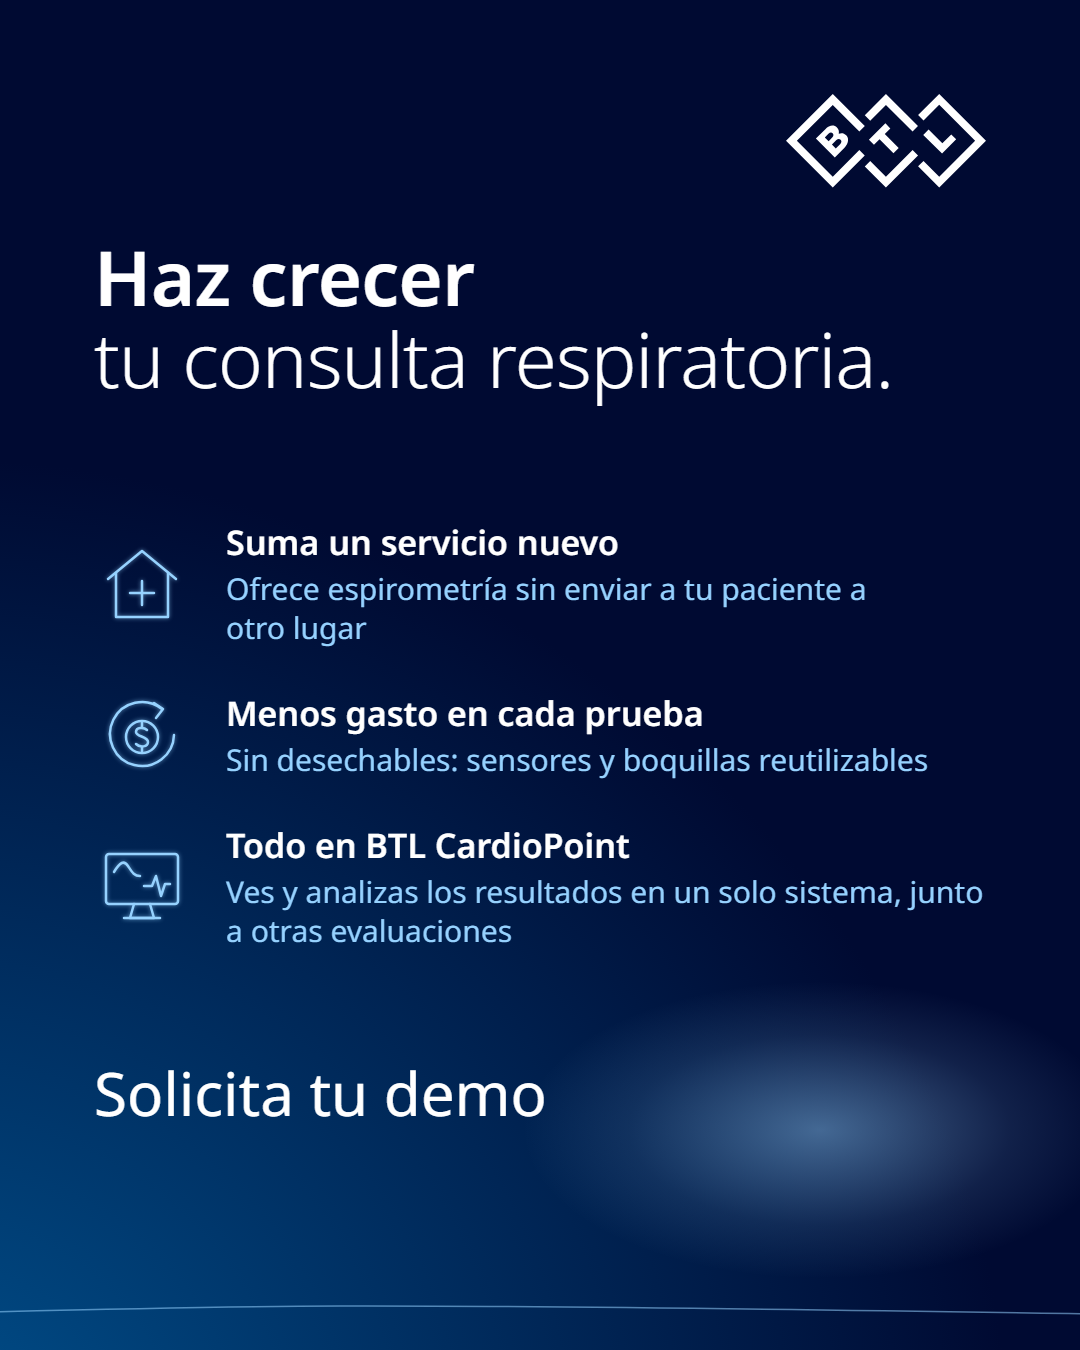 BTL
Haz crecer
tu consulta respiratoria.
Suma un servicio nuevo
Ofrece espirometría sin enviar a tu paciente a
otro lugar
Menos gasto en cada prueba
Sin desechables: sensores y boquillas reutilizables
Todo en BTL CardioPoint
Ves y analizas los resultados en un solo sistema, junto
a otras evaluaciones
Solicita tu demo